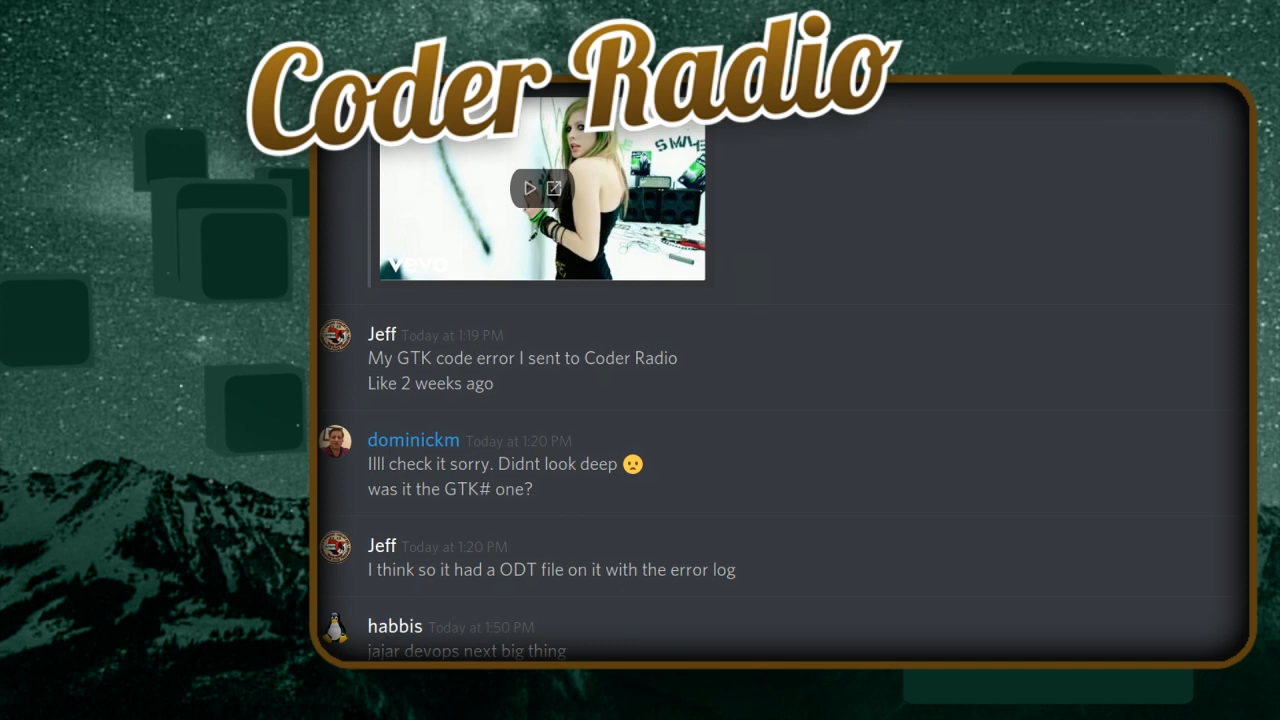 Coder Radio
SMILE
vevo
Jeff Today at 1:19 PM
My GTK code error I sent to Coder Radio
Like 2 weeks ago
dominickm Today at 1:20 PM
Illl check it sorry. Didnt look deep 😟
was it the GTK# one?
Jeff Today at 1:20 PM
I think so it had a ODT file on it with the error log
habbis Today at 1:50 PM
jajar devops next big thing